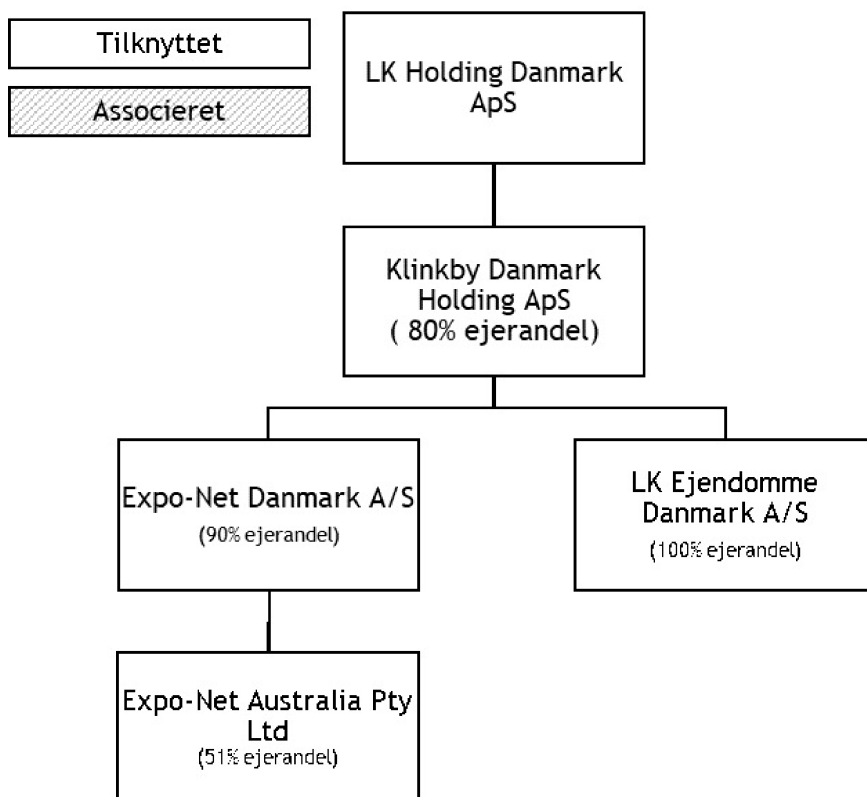 Tilknyttet
Associeret
LK Holding Danmark
ApS
Klinkby Danmark
Holding ApS
( 80% ejerandel)
Expo-Net Danmark A/S
(90% ejerandel)
LK Ejendomme
Danmark A/S
(100% ejerandel)
Expo-Net Australia Pty
Ltd
(51% ejerandel)